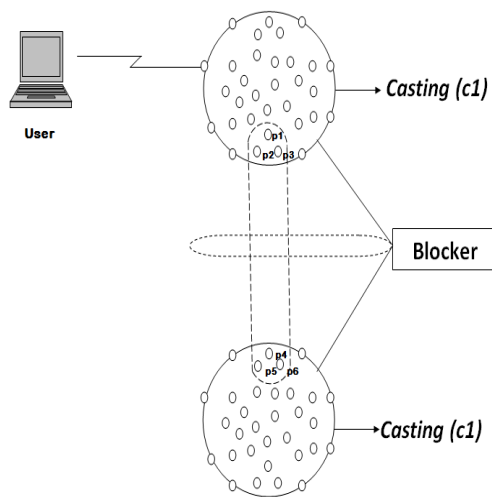 Casting (c1)
User
p1
p2 p3
Blocker
p4
p5 p6
Casting (c1)